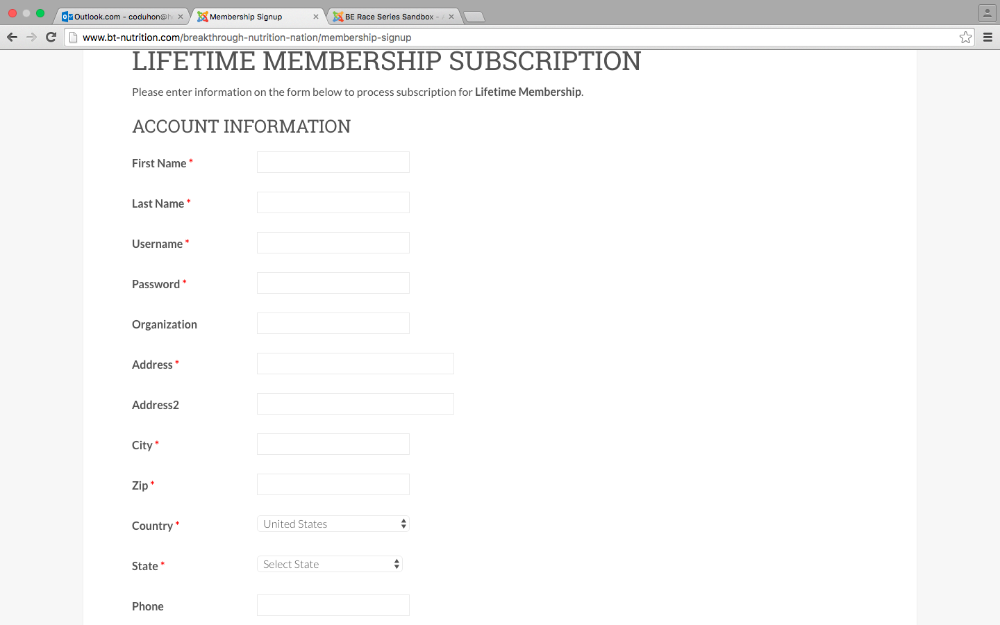 Outlook.com - coduhon@h
Membership Signup
BE Race Series Sandbox -
www.bt-nutrition.com/breakthrough-nutrition-nation/membership-signup
LIFETIME MEMBERSHIP SUBSCRIPTION
Please enter information on the form below to process subscription for Lifetime Membership.
ACCOUNT INFORMATION
First Name *
Last Name *
Username *
Password *
Organization
Address *
Address2
City *
Zip *
Country *
United States
State *
Select State
Phone